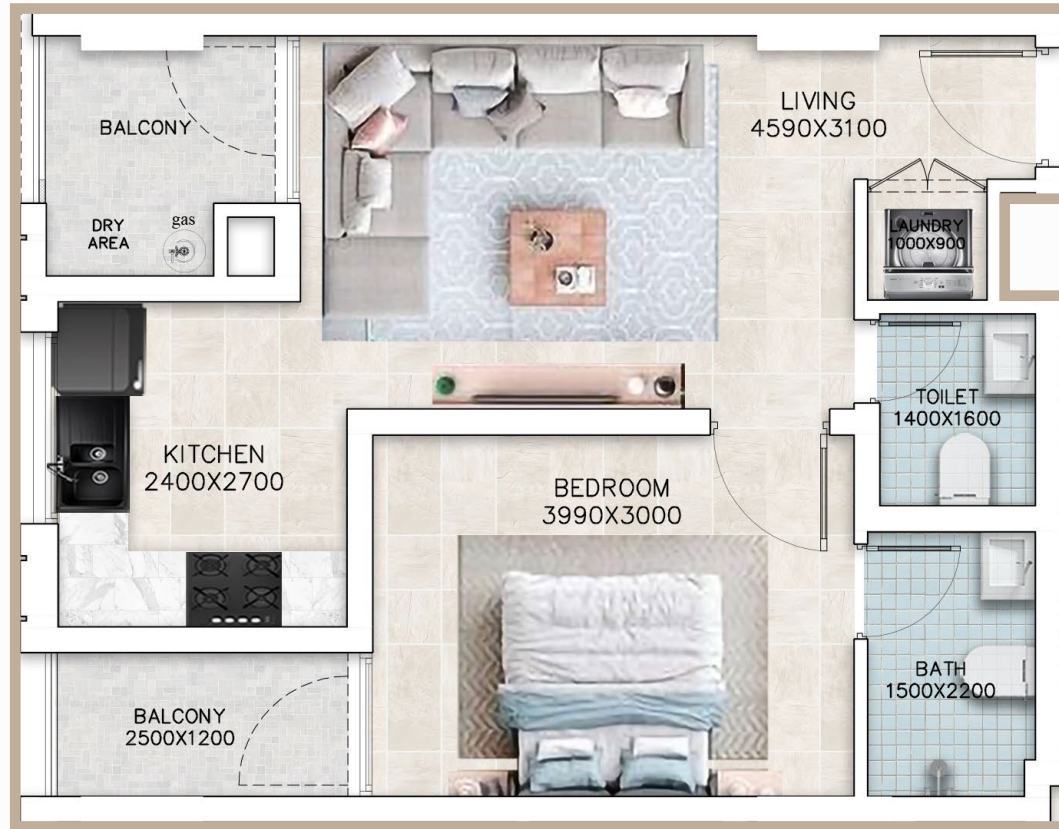 BALCONY
LIVING
4590X3100
DRY
AREA
gas
LAUNDRY
1000X900
TOILET
1400X1600
KITCHEN
2400X2700
BEDROOM
3990X3000
BATH
1500X2200
BALCONY
2500X1200